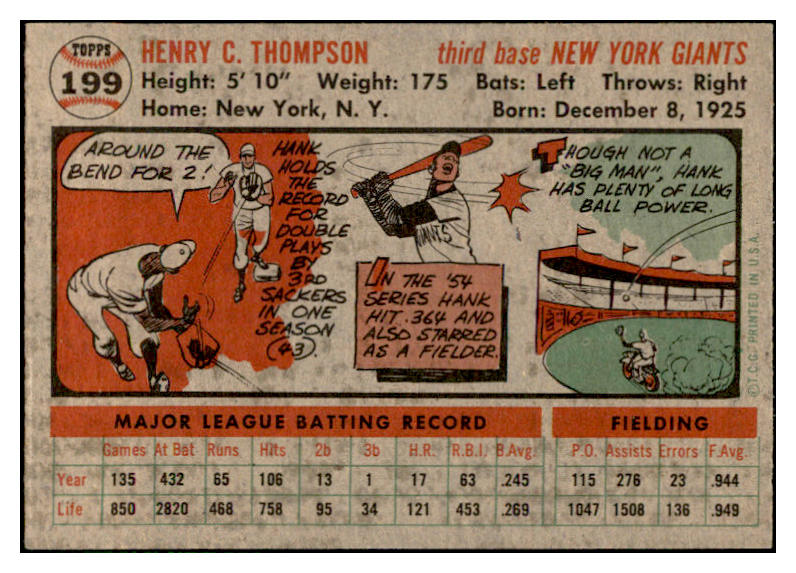 TOPPS
199
HENRY C. THOMPSON third base NEW YORK GIANTS
Height: 5' 10" Weight: 175 Bats: Left Throws: Right
Home: New York, N. Y. Born: December 8, 1925
AROUND THE
BEND FOR 2!
HANK
HOLDS
THE
RECORD
FOR
DOUBLE
PLAYS
BY
3RD
SACKERS
IN ONE
SEASON
(43).
GIANTS
IN THE '54
SERIES HANK
HIT .364 AND
ALSO STARRED
AS A FIELDER.
THOUGH NOT A
"BIG MAN", HANK
HAS PLENTY OF LONG
BALL POWER.
©T.C.G. PRINTED IN U.S.A.
MAJOR LEAGUE BATTING RECORD FIELDING
Games At Bat Runs Hits 2b 3b H.R. R.B.I. B.Avg. P.O. Assists Errors F.Avg.
Year 135 432 65 106 13 1 17 63 .245 115 276 23 .944
Life 850 2820 468 758 95 34 121 453 .269 1047 1508 136 .949